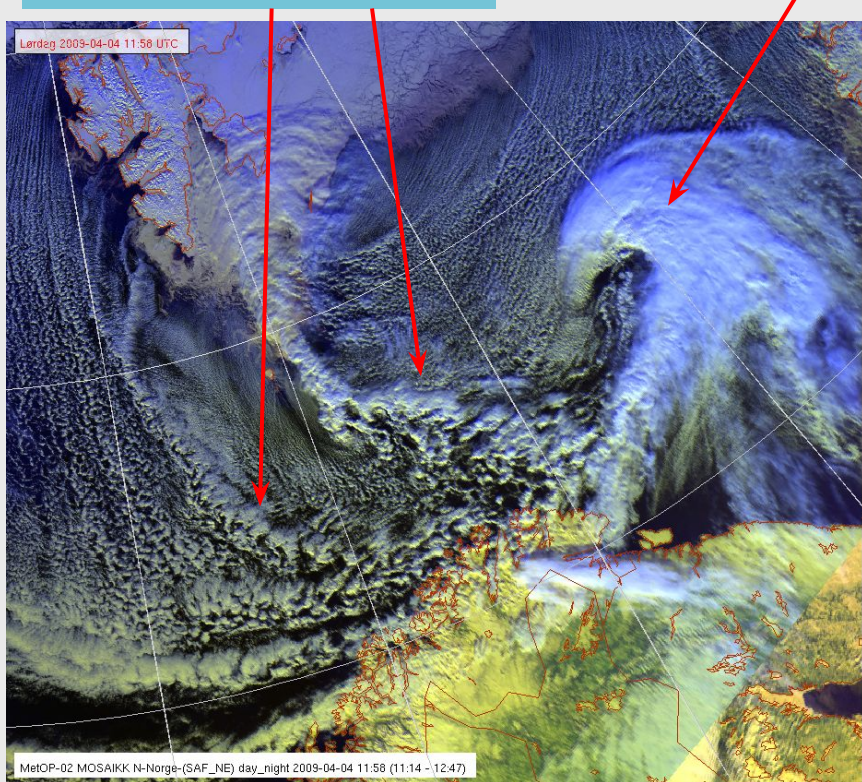 Lørdag 2009-04-04 11:58 UTC
MetOP-02 MOSAIKK N-Norge-(SAF_NE) day_night 2009-04-04 11:58 (11:14 - 12:47)